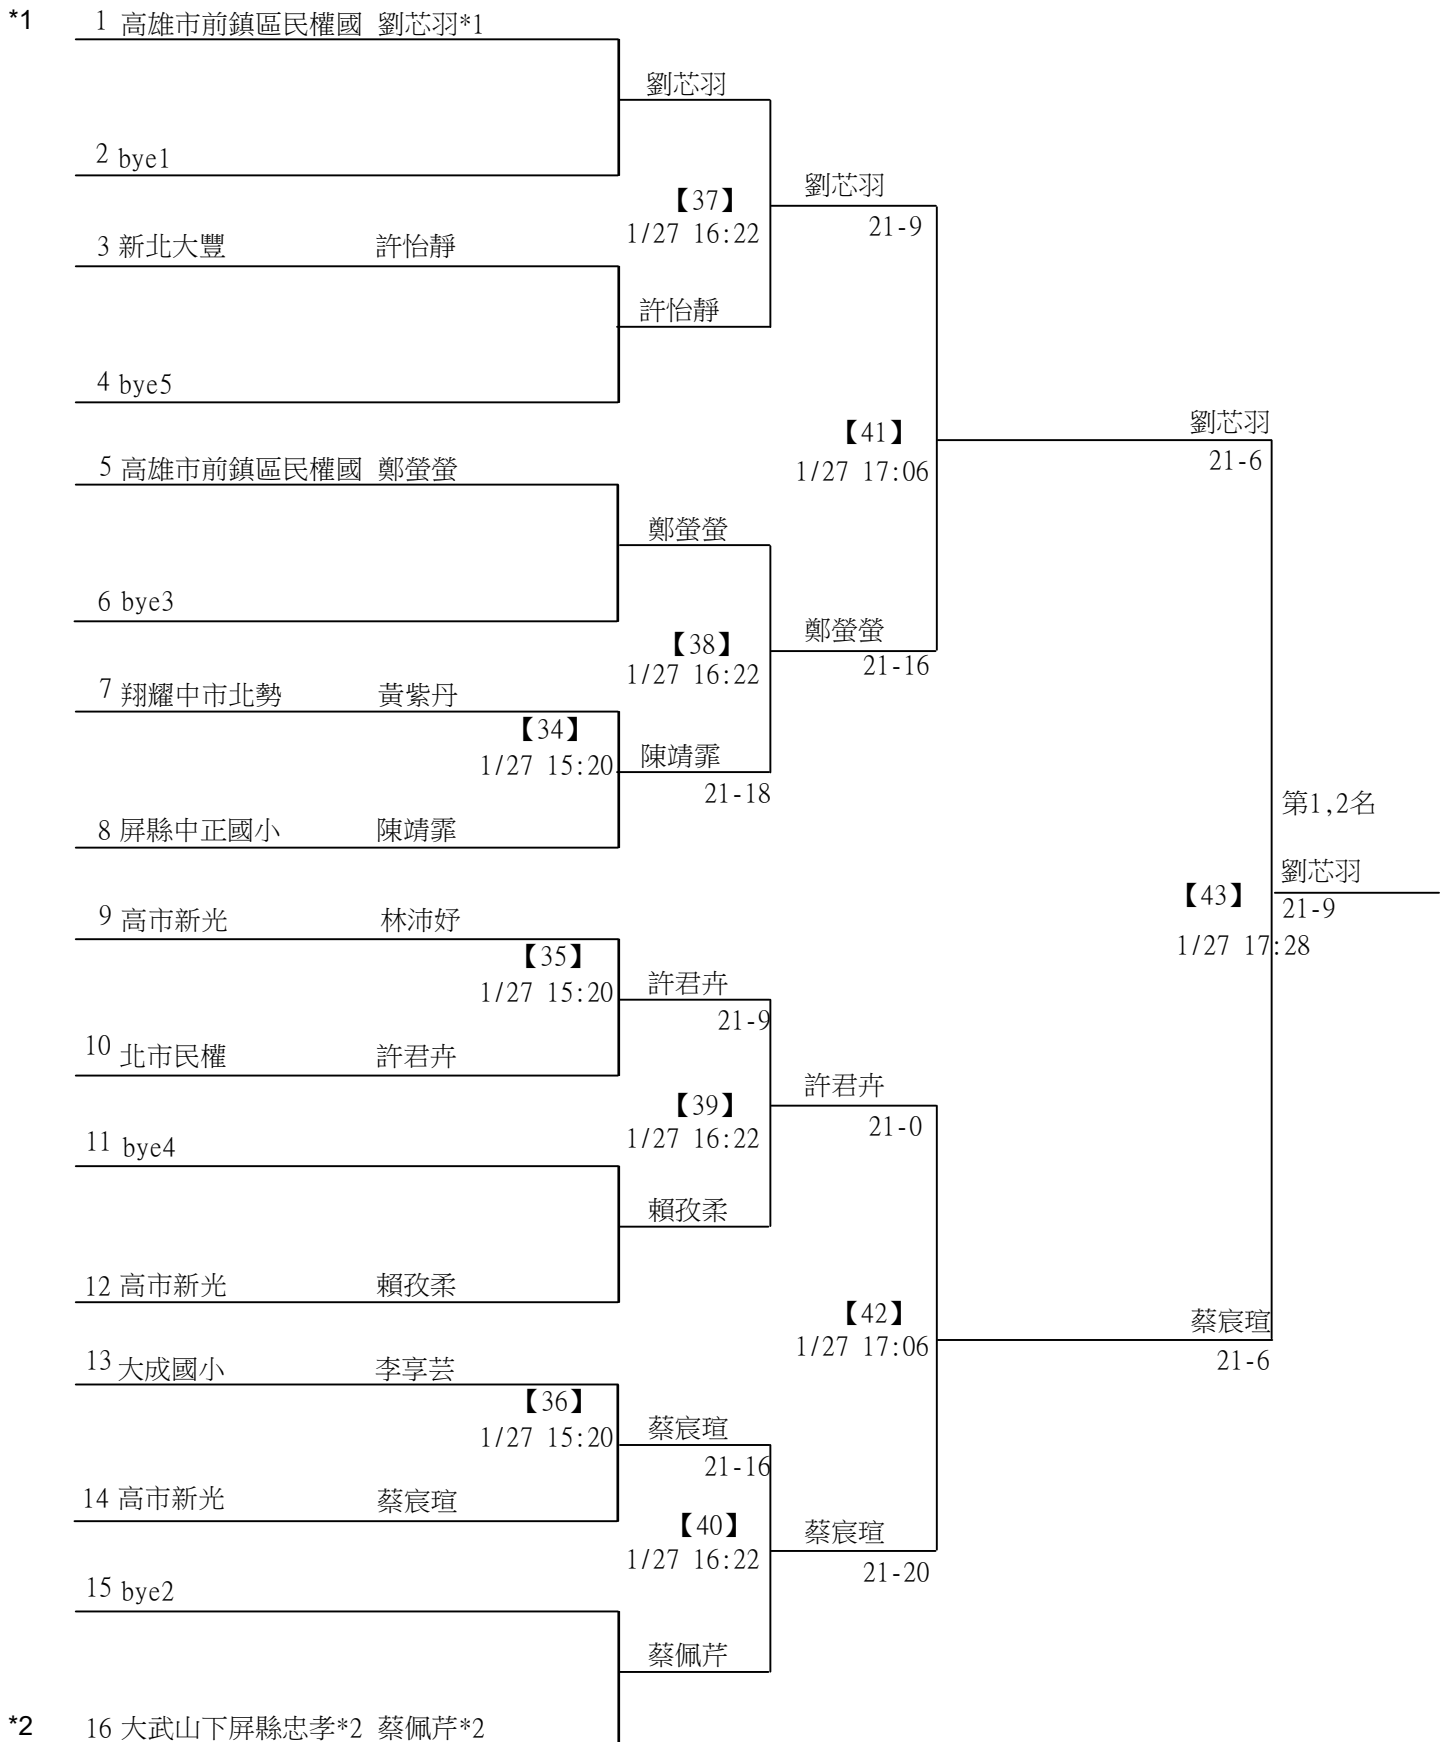 *1 1 高雄市前鎮區民權國 劉芯羽*1
劉芯羽
2 bye1
【37】 劉芯羽
1/27 16:22 21-9
3 新北大豐 許怡靜
許怡靜
4 bye5
【41】 劉芯羽
5 高雄市前鎮區民權國 鄭螢螢 1/27 17:06 21-6
鄭螢螢
6 bye3
【38】 鄭螢螢
1/27 16:22 21-16
7 翔耀中市北勢 黃紫丹
【34】
1/27 15:20 陳靖霏
21-18
第1,2名
8 屏縣中正國小 陳靖霏
劉芯羽
【43】 21-9
9 高市新光 林沛妤
【35】 1/27 17:28
1/27 15:20 許君卉
21-9
10 北市民權 許君卉
許君卉
【39】
1/27 16:22 21-0
11 bye4
賴孜柔
12 高市新光 賴孜柔
【42】 蔡宸瑄
1/27 17:06 21-6
13 大成國小 李享芸
【36】
1/27 15:20 蔡宸瑄
21-16
14 高市新光 蔡宸瑄
【40】 蔡宸瑄
1/27 16:22 21-20
15 bye2
蔡佩芹
*2 16 大武山下屏縣忠孝*2 蔡佩芹*2